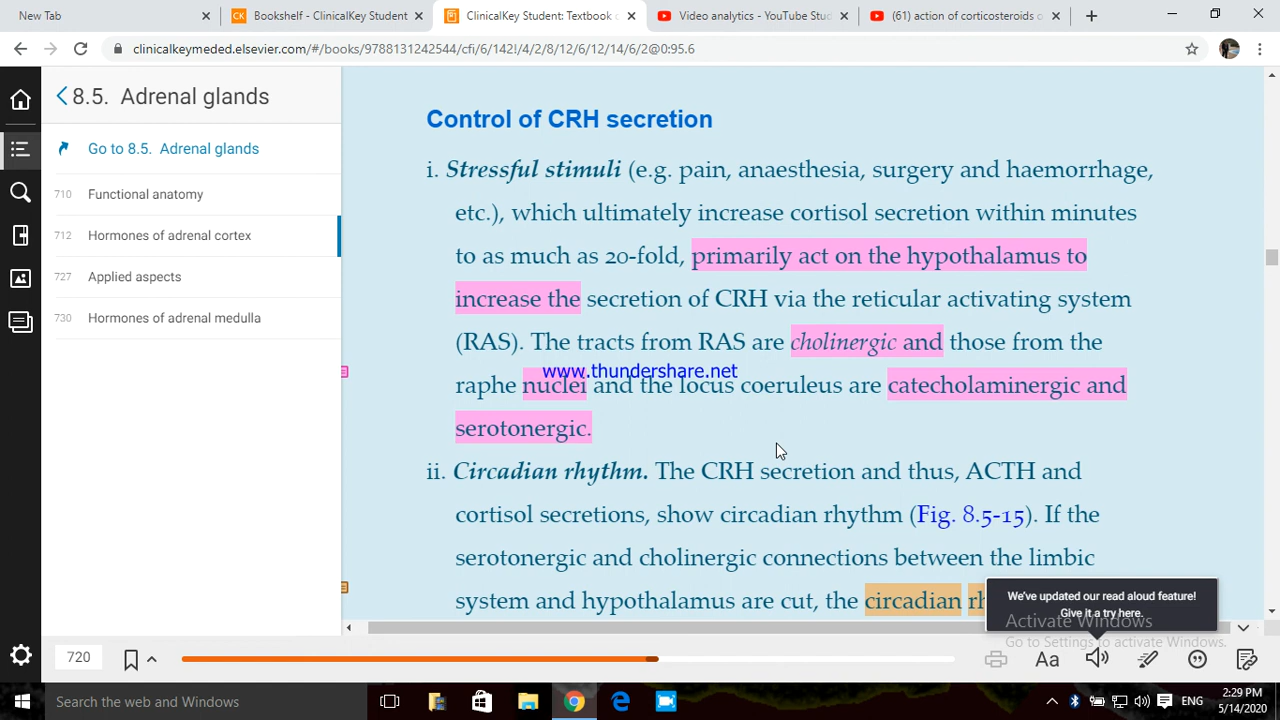 New Tab
Bookshelf - ClinicalKey Student
ClinicalKey Student: Textbook
Video analytics - YouTube Stud
(61) action of corticosteroids
clinicalkeymeded.elsevier.com/#/books/9788131242544/cfi/6/142!/4/2/8/12/6/12/14/6/2@0:95.6
8.5. Adrenal glands
Go to 8.5. Adrenal glands
710 Functional anatomy
712 Hormones of adrenal cortex
727 Applied aspects
730 Hormones of adrenal medulla
Control of CRH secretion
i. Stressful stimuli (e.g. pain, anaesthesia, surgery and haemorrhage,
etc.), which ultimately increase cortisol secretion within minutes
to as much as 20-fold, primarily act on the hypothalamus to
increase the secretion of CRH via the reticular activating system
(RAS). The tracts from RAS are cholinergic and those from the
www.thundershare.net
raphe nuclei and the locus coeruleus are catecholaminergic and
serotonergic.
ii. Circadian rhythm. The CRH secretion and thus, ACTH and
cortisol secretions, show circadian rhythm (Fig. 8.5-15). If the
serotonergic and cholinergic connections between the limbic
system and hypothalamus are cut, the circadian
We've updated our read aloud feature!
Give it a try here.
Activate Windows
Go to Settings to activate Windows.
720
Aa
Search the web and Windows
ENG
2:29 PM
5/14/2020